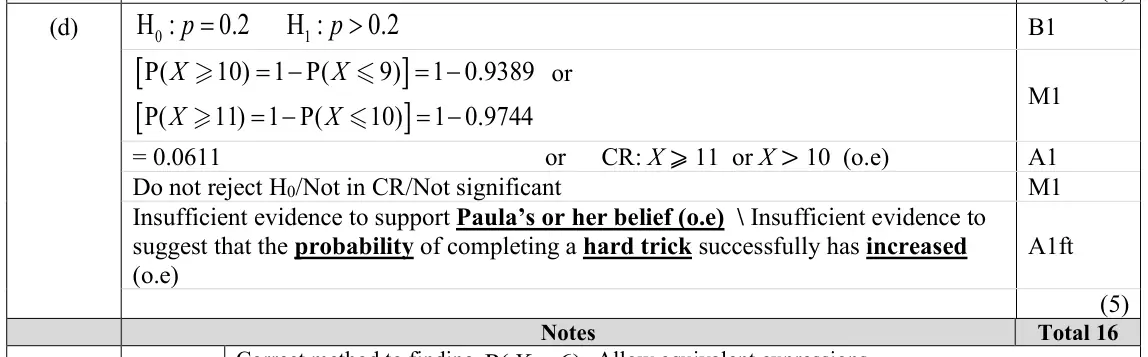 (d) H₀ : p = 0.2 H₁ : p > 0.2 B1
[P(X ⩾ 10) = 1 − P(X ⩽ 9)] = 1 − 0.9389 or
[P(X ⩾ 11) = 1 − P(X ⩽ 10)] = 1 − 0.9744
M1
= 0.0611 or CR: X ⩾ 11 or X > 10 (o.e) A1
Do not reject H₀/Not in CR/Not significant M1
Insufficient evidence to support Paula’s or her belief (o.e) \ Insufficient evidence to
suggest that the probability of completing a hard trick successfully has increased
(o.e)
A1ft
(5)
Notes Total 16